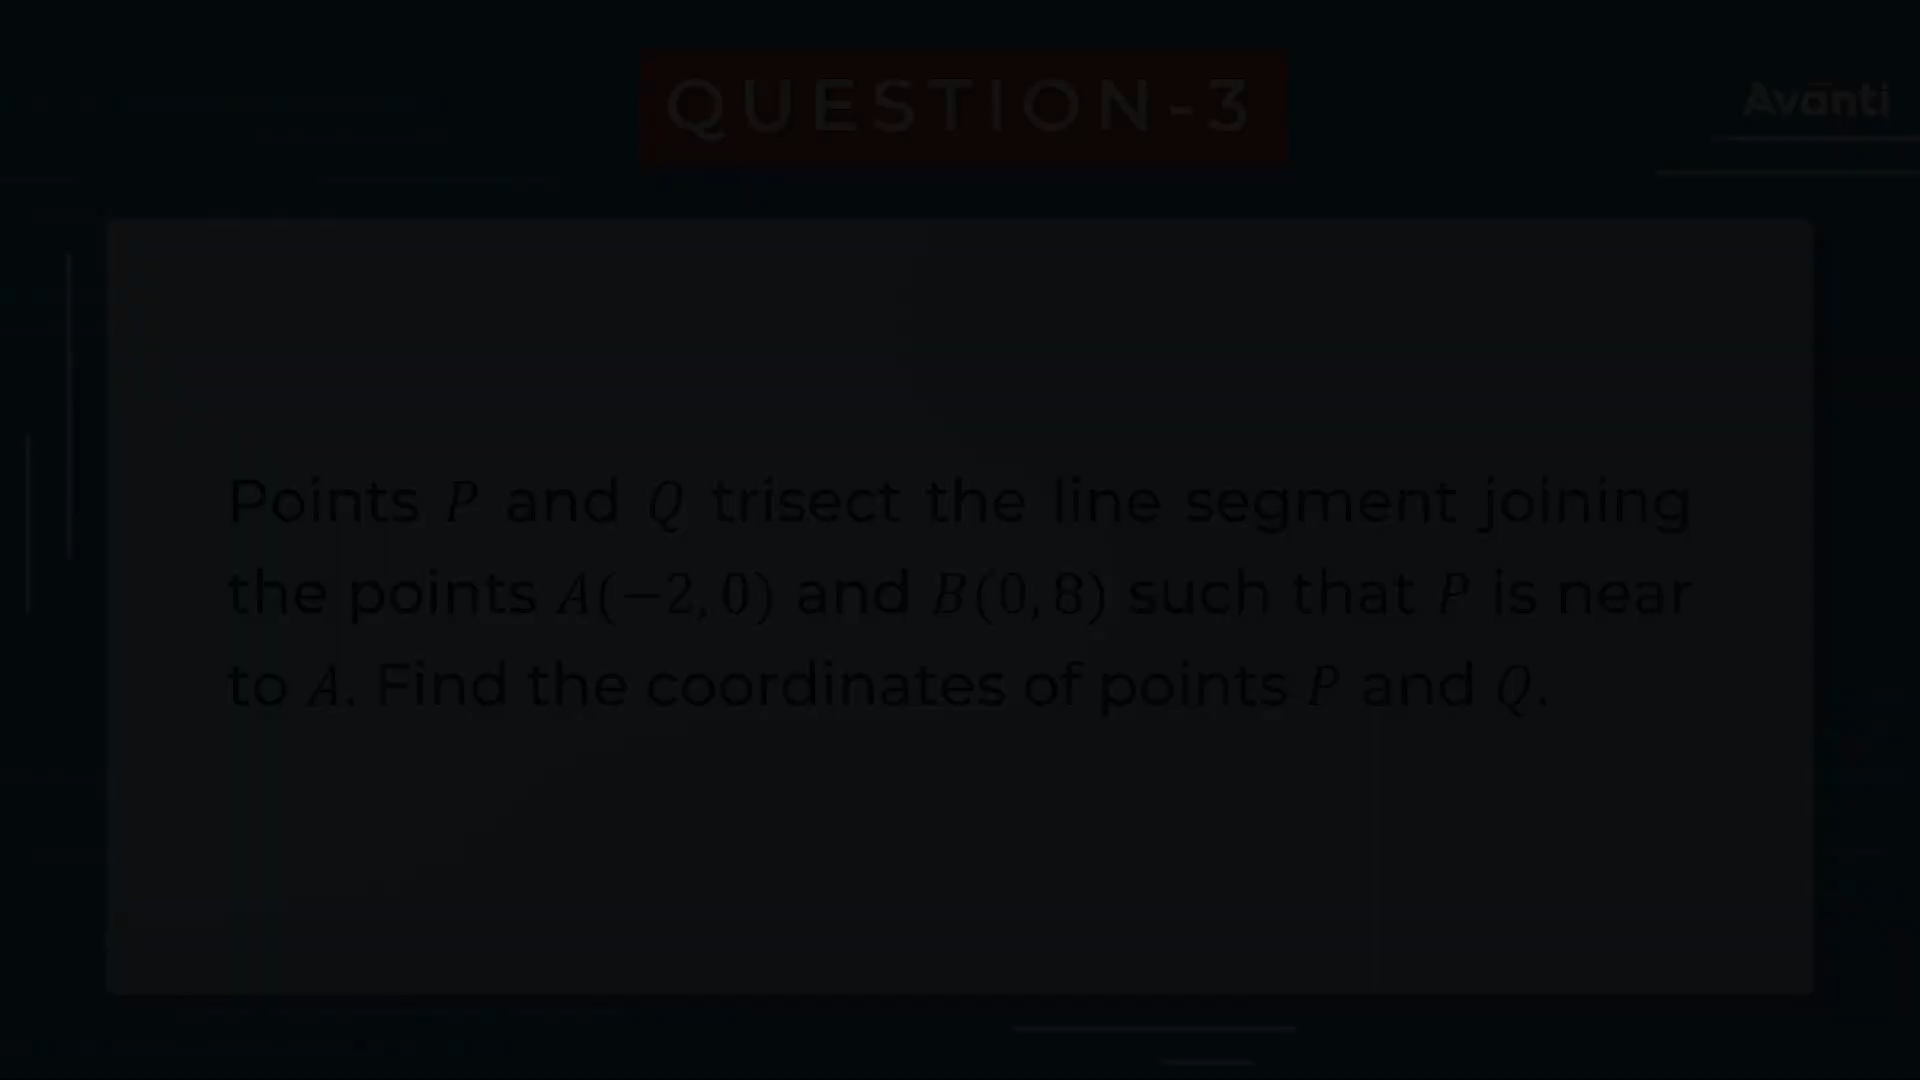 QUESTION-3
Avanti
Points P and Q trisect the line segment joining
the points A(−2, 0) and B(0, 8) such that P is near
to A. Find the coordinates of points P and Q.